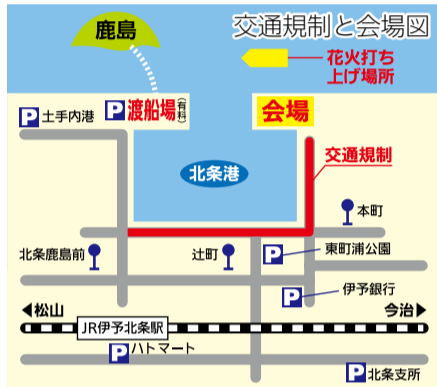 交通規制と会場図
鹿島
花火打ち
上げ場所
P 土手内港
P 渡船場(有料)
会場
交通規制
北条港
本町
北条鹿島前
辻町
P 東町浦公園
P 伊予銀行
松山
今治
JR伊予北条駅
P ハトマート
P 北条支所